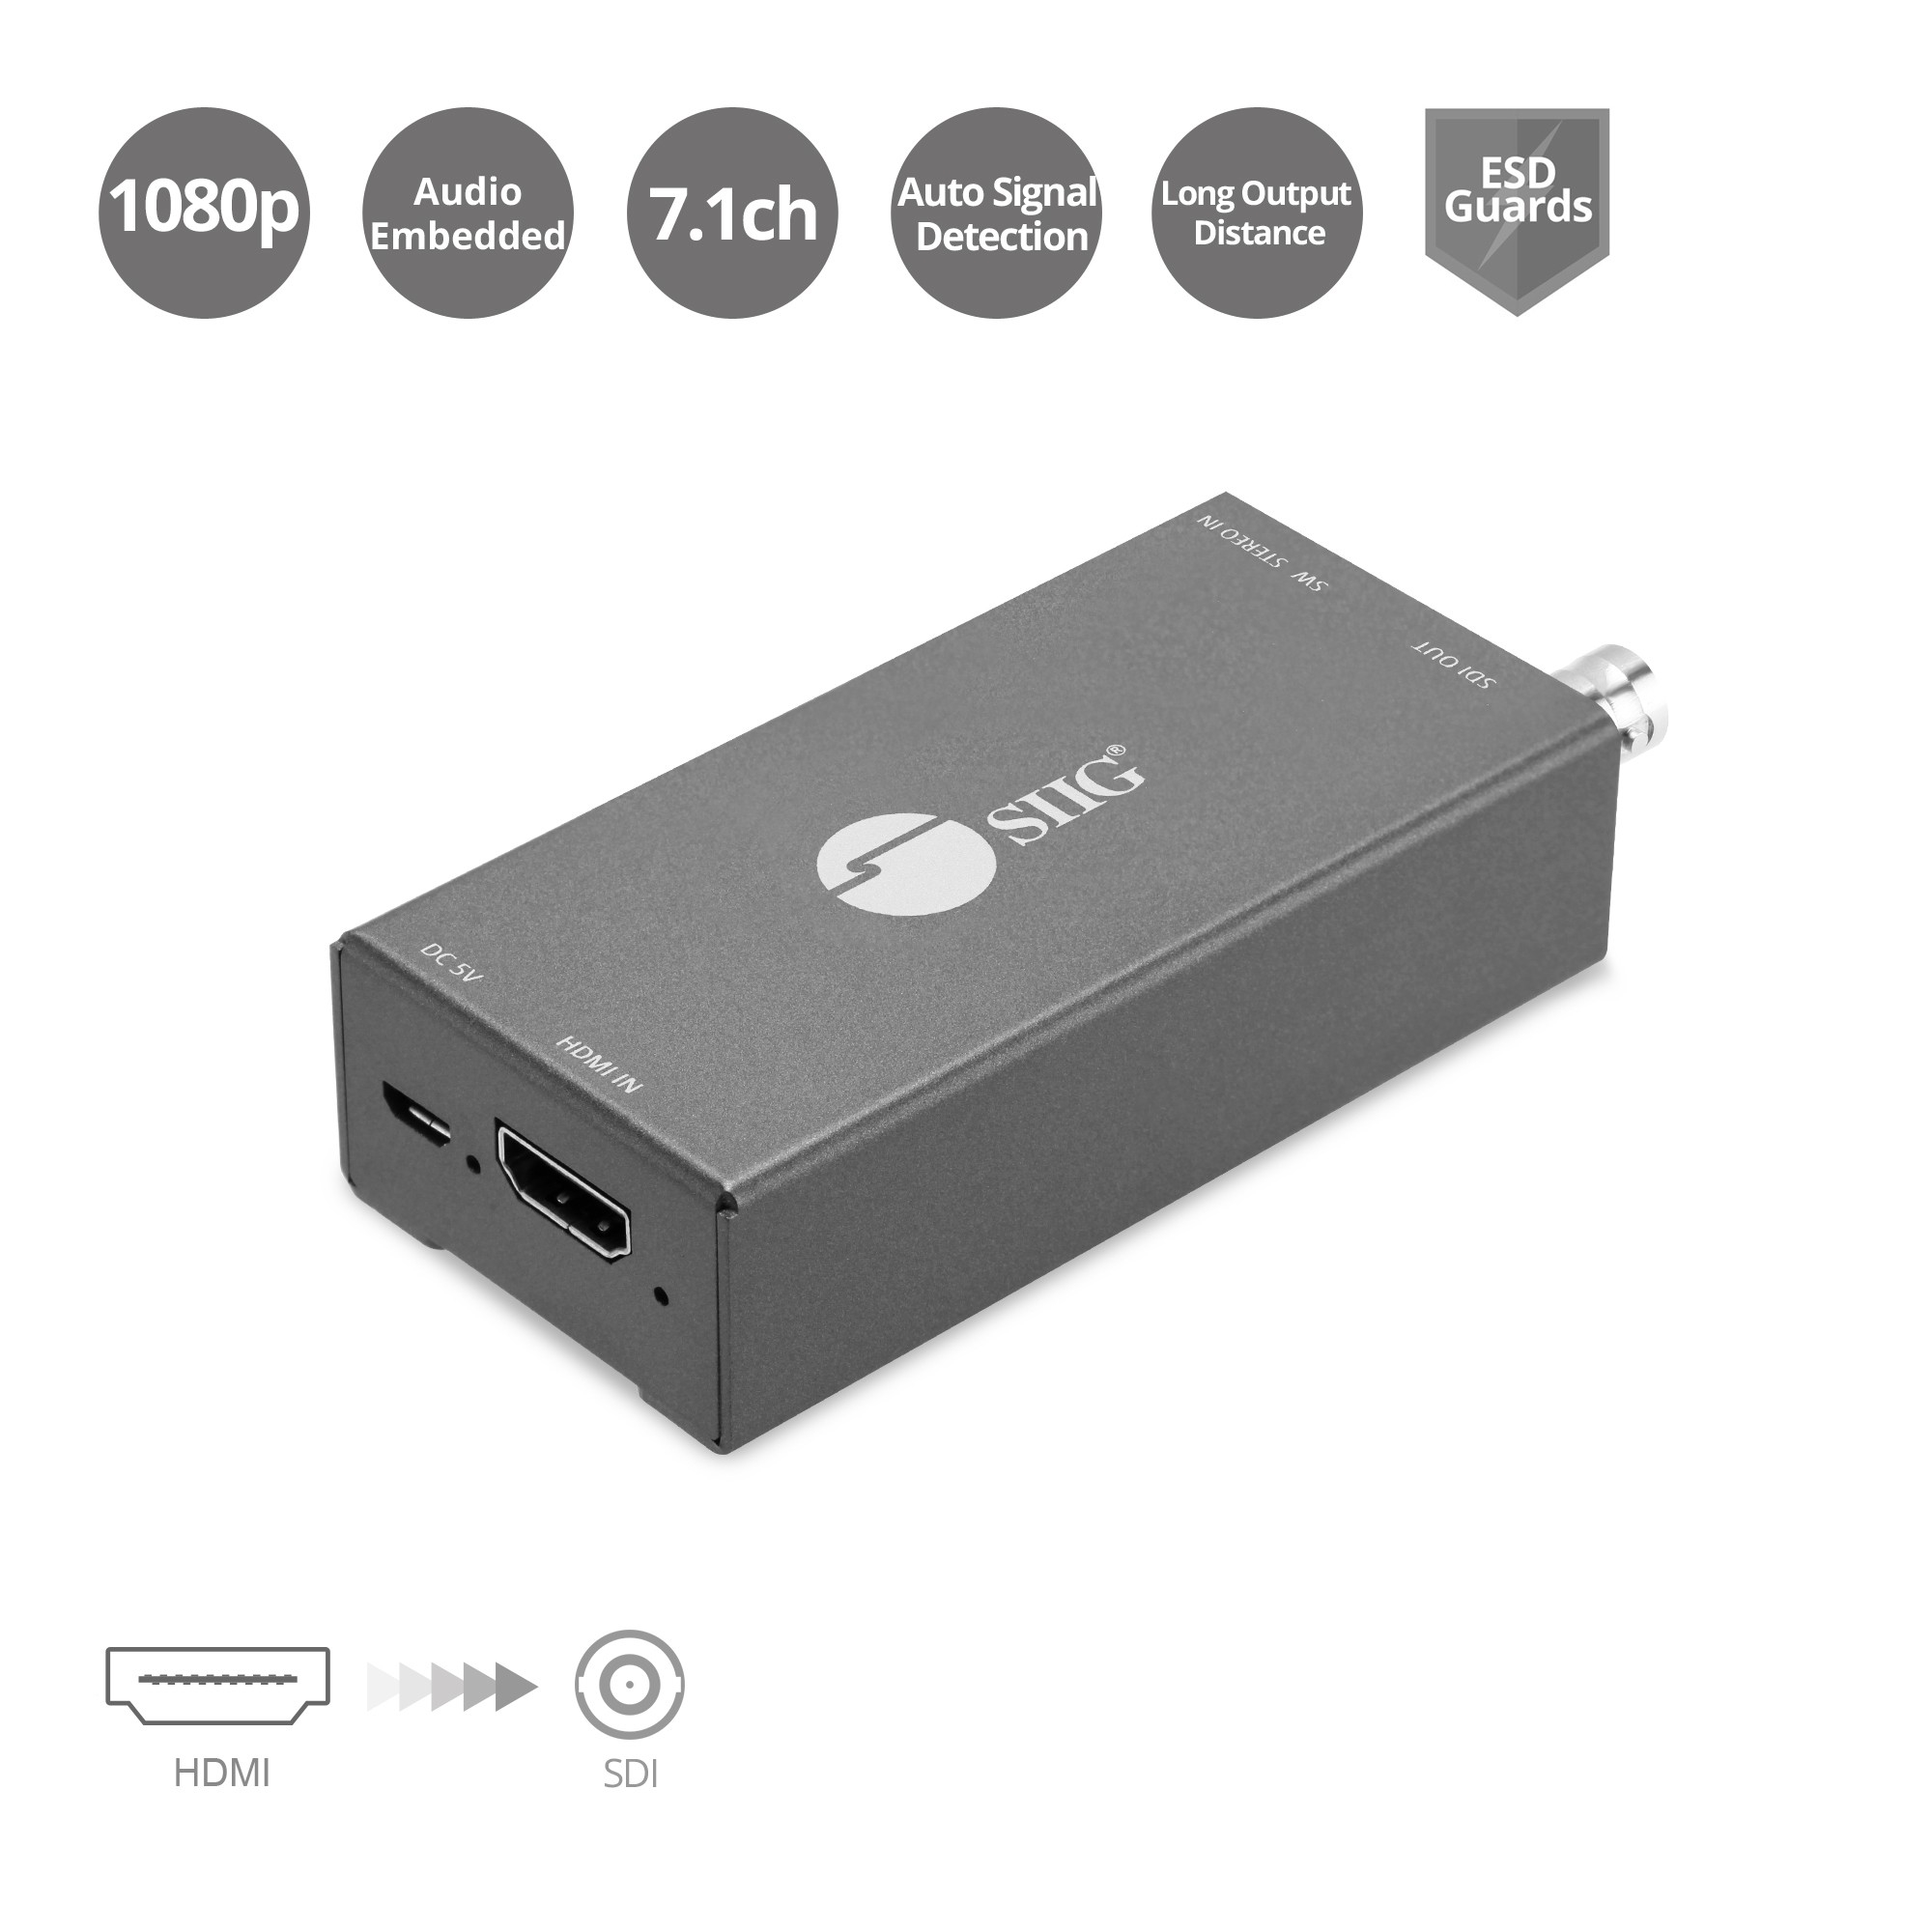 1080p
Audio
Embedded
7.1ch
Auto Signal
Detection
Long Output
Distance
ESD
Guards
STEREO IN
SW
SDI OUT
SIIG®
DC 5V
HDMI IN
HDMI
SDI